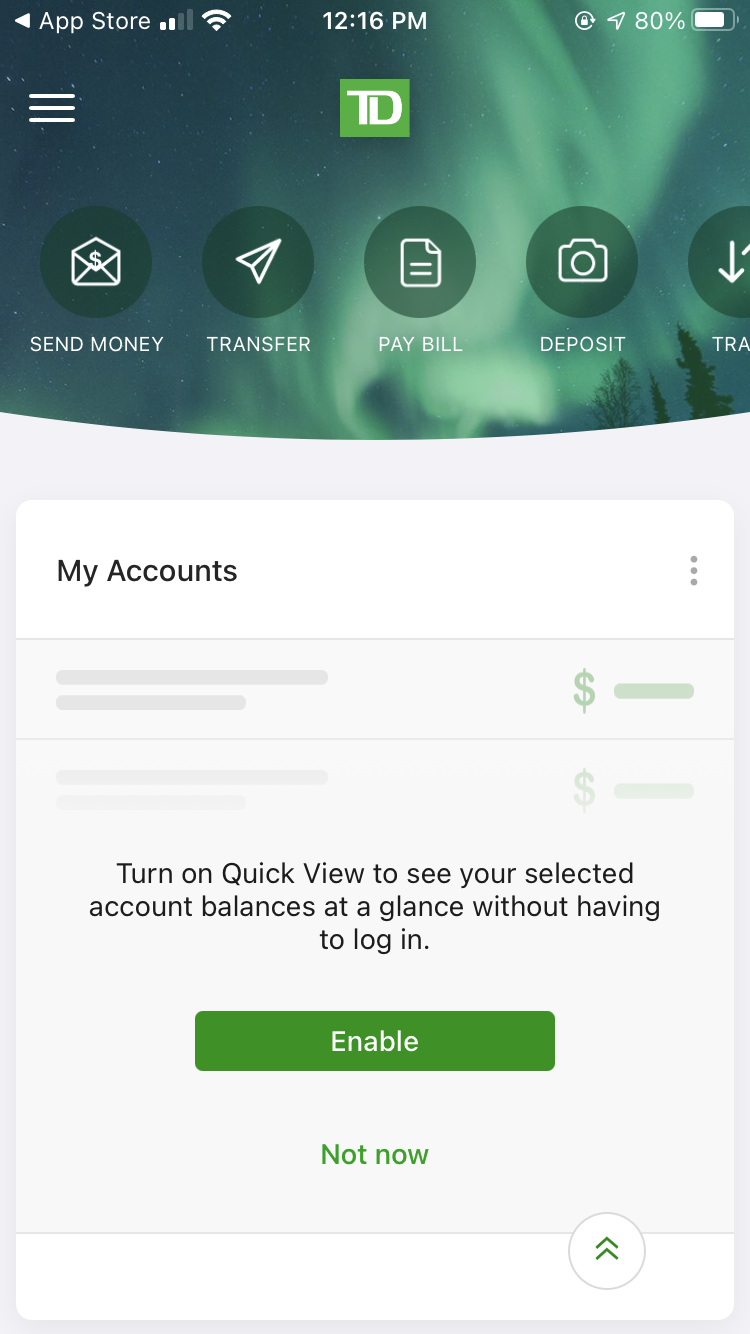 App Store
12:16 PM
80%
TD
SEND MONEY
TRANSFER
PAY BILL
DEPOSIT
TRA
My Accounts
$
$
Turn on Quick View to see your selected
account balances at a glance without having
to log in.
Enable
Not now